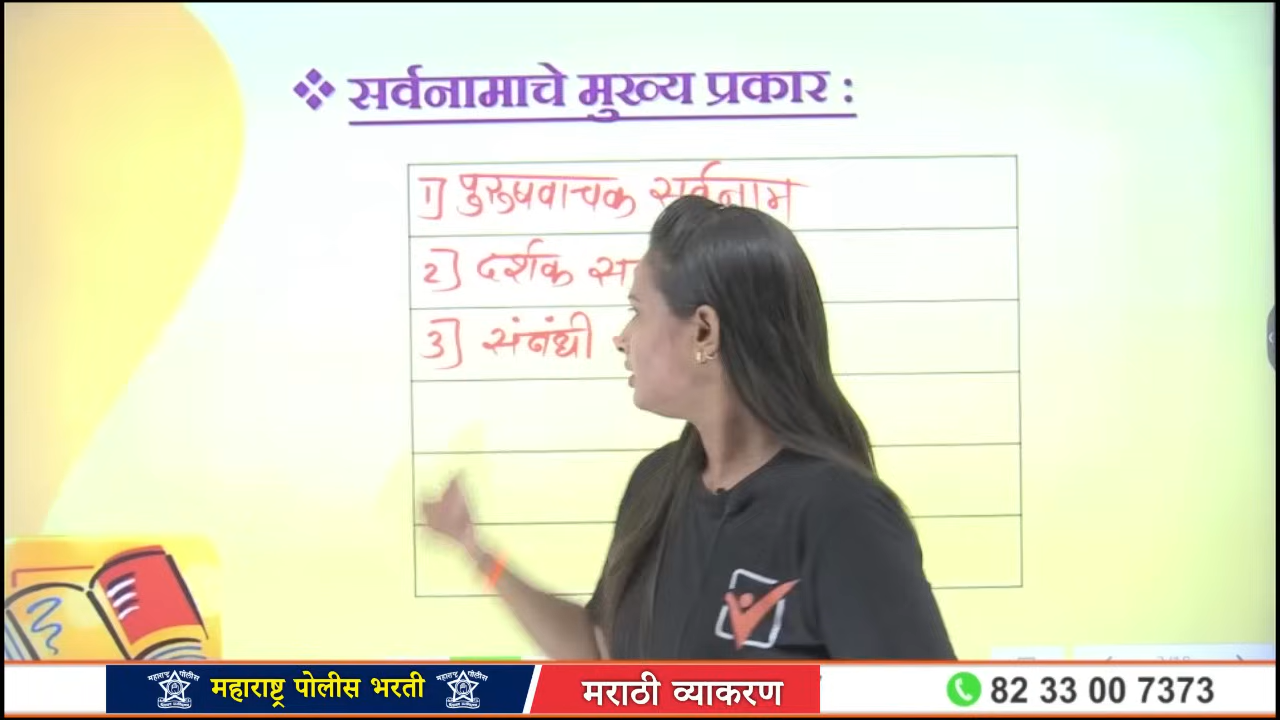 ❖ सर्वनामाचे मुख्य प्रकार :
1] पुरुषवाचक सर्वनाम
2] दर्शक
3] संबंधी
महाराष्ट्र पोलीस भरती
मराठी व्याकरण
82 33 00 7373